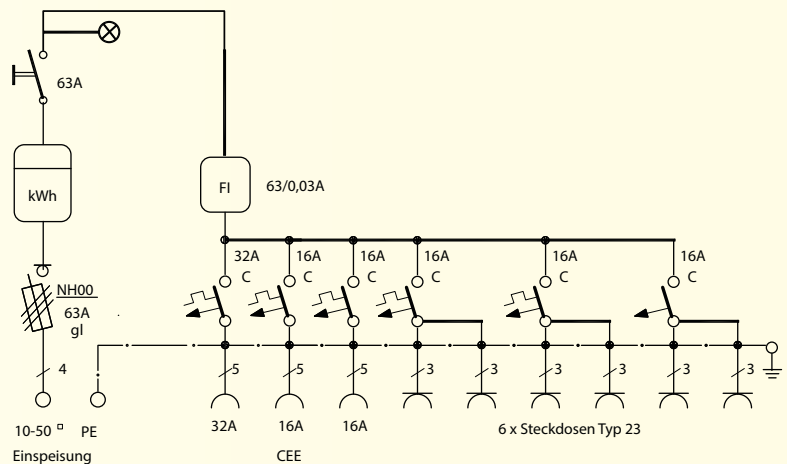 63A
kWh
FI
63/0,03A
32A
16A
16A
16A
16A
16A
C
C
C
C
C
C
NH00
63A
gl
4
5
5
5
3
3
3
3
3
3
32A
16A
16A
6 x Steckdosen Typ 23
10-50
PE
Einspeisung
CEE